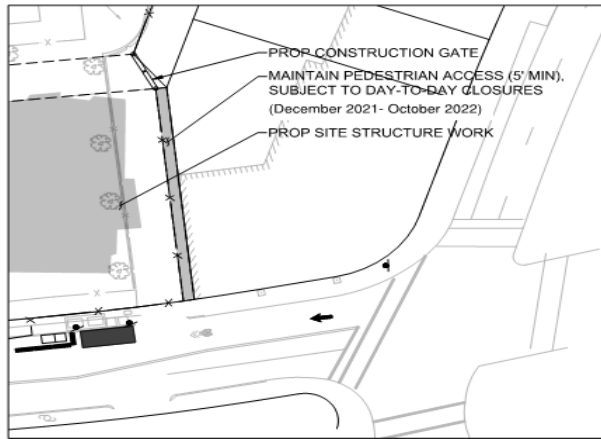 PROP CONSTRUCTION GATE
MAINTAIN PEDESTRIAN ACCESS (5' MIN),
SUBJECT TO DAY-TO-DAY CLOSURES
(December 2021- October 2022)
PROP SITE STRUCTURE WORK